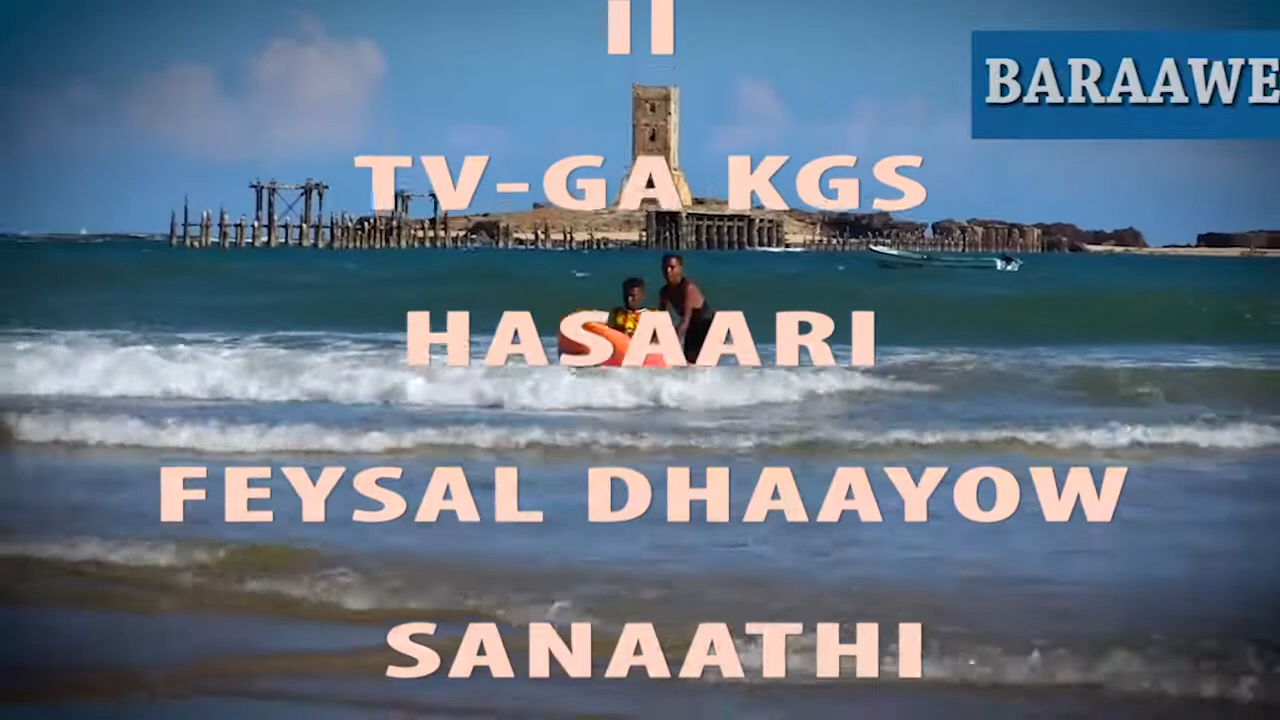 BARAAWE
TV-GA KGS
HASAARI
FEYSAL DHAAYOW
SANAATHI